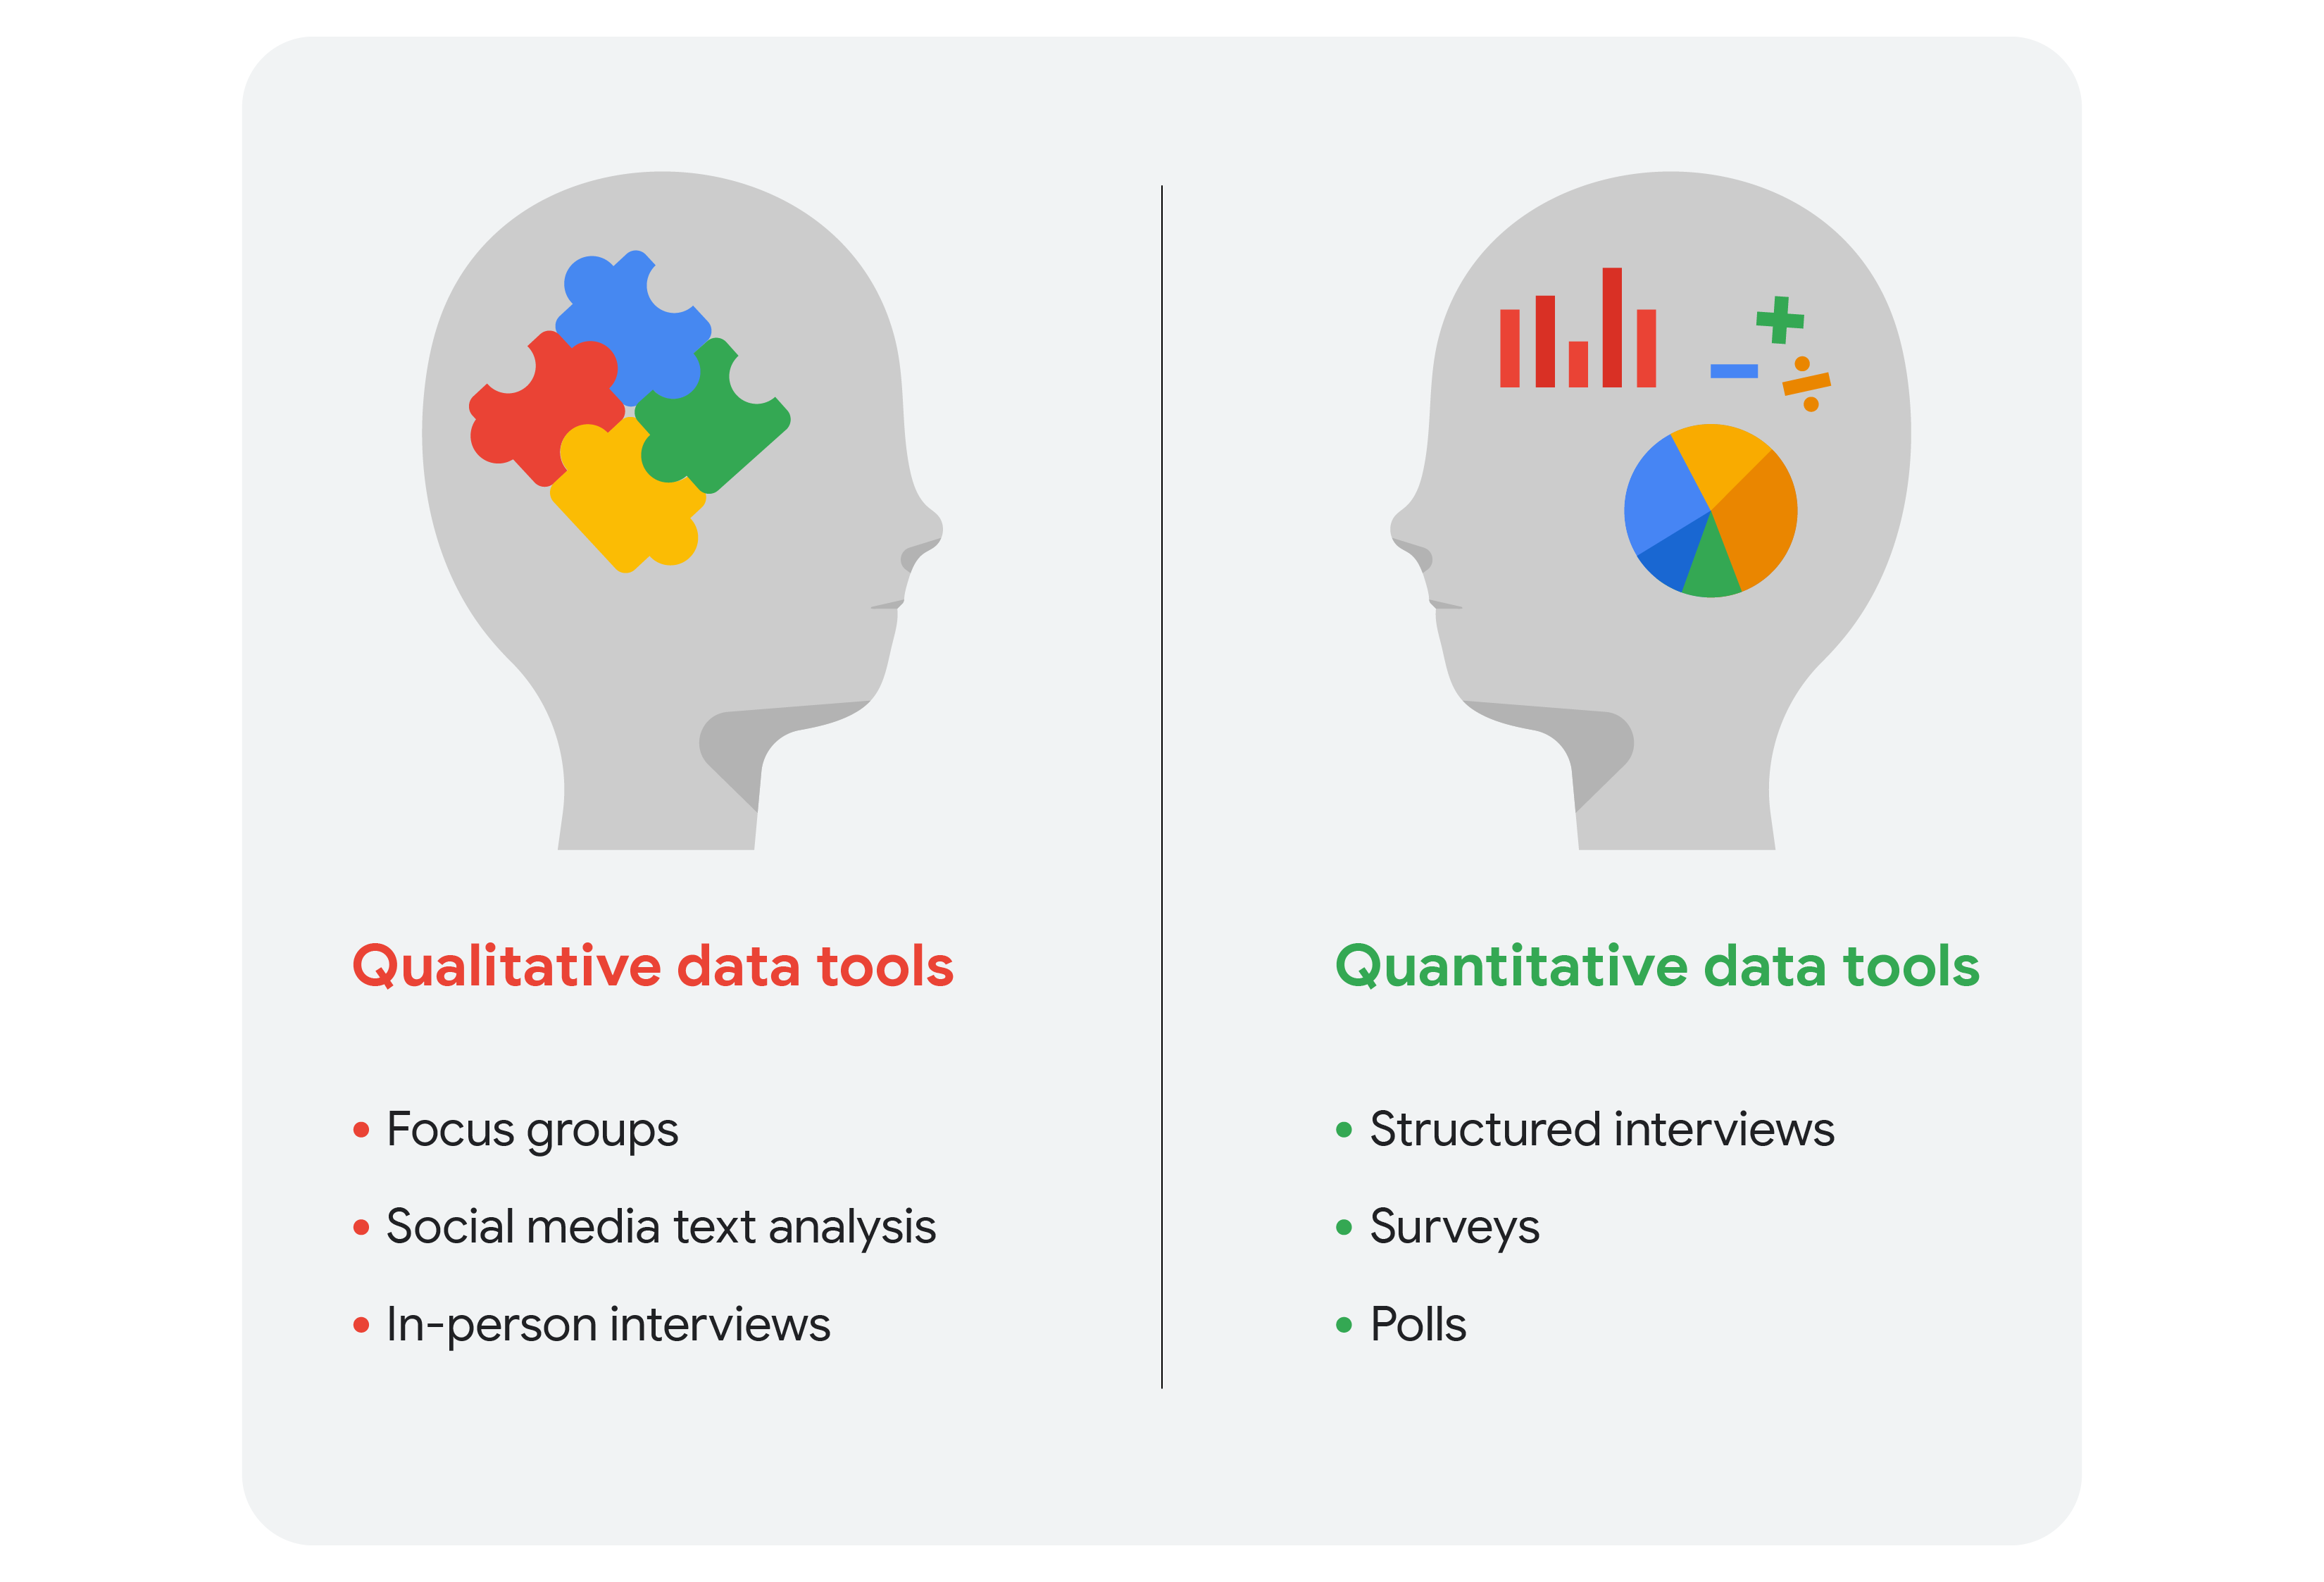 Qualitative data tools
• Focus groups
• Social media text analysis
• In-person interviews
Quantitative data tools
• Structured interviews
• Surveys
• Polls